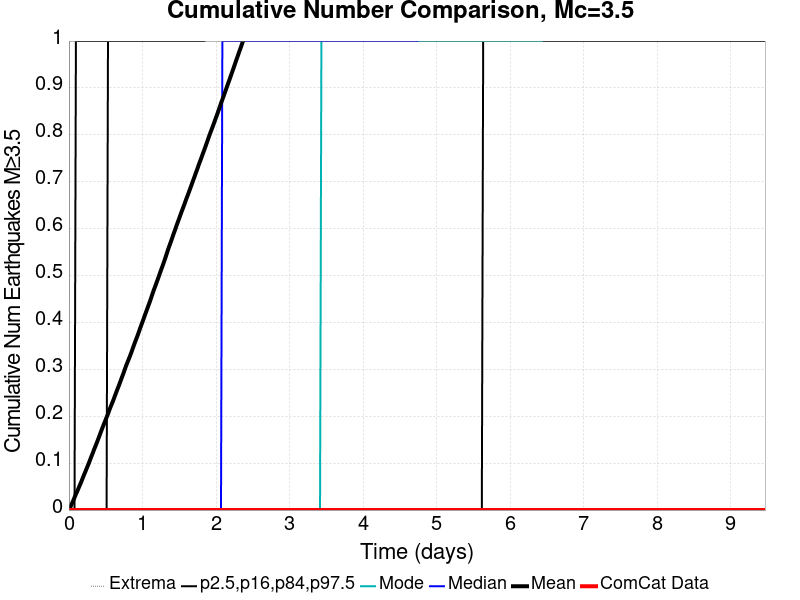 Cumulative Number Comparison, Mc=3.5
Cumulative Num Earthquakes M≥3.5
1
0.9
0.8
0.7
0.6
0.5
0.4
0.3
0.2
0.1
0
0 1 2 3 4 5 6 7 8 9
Time (days)
Extrema p2.5,p16,p84,p97.5 Mode Median Mean ComCat Data